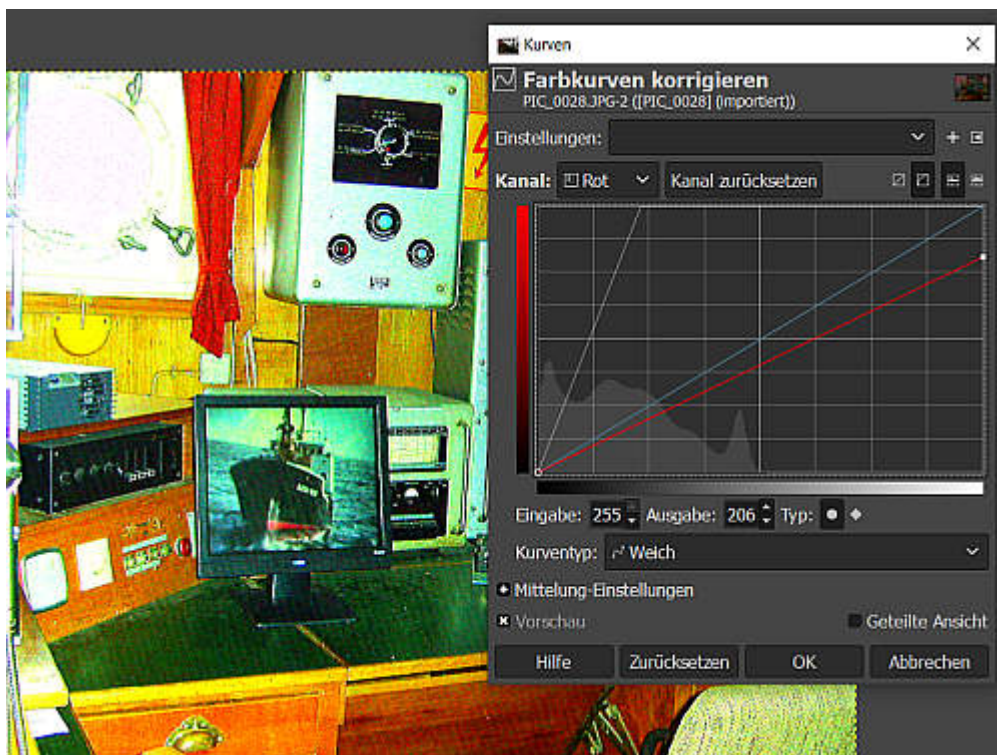 Kurven
Farbkurven korrigieren
PIC_0028.JPG-2 ([PIC_0028] (importiert))
Einstellungen:
Kanal: Rot Kanal zurücksetzen
Eingabe: 255 Ausgabe: 206 Typ:
Kurventyp: Weich
Mittelung-Einstellungen
Vorschau Geteilte Ansicht
Hilfe Zurücksetzen OK Abbrechen